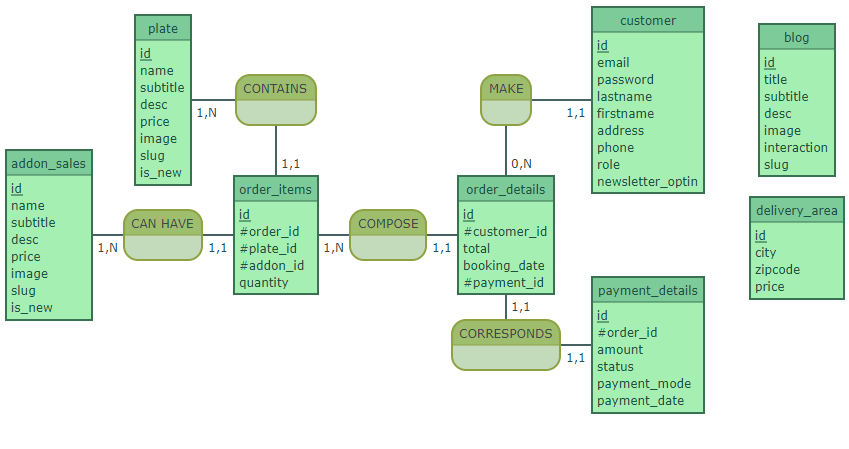 plate
id
name
subtitle
desc
price
image
slug
is_new
CONTAINS
1,N
1,1
customer
id
email
password
lastname
firstname
address
phone
role
newsletter_optin
MAKE
1,1
0,N
blog
id
title
subtitle
desc
image
interaction
slug
addon_sales
id
name
subtitle
desc
price
image
slug
is_new
CAN HAVE
1,N
1,1
order_items
id
#order_id
#plate_id
#addon_id
quantity
COMPOSE
1,N
1,1
order_details
id
#customer_id
total
booking_date
#payment_id
delivery_area
id
city
zipcode
price
1,1
CORRESPONDS
1,1
payment_details
id
#order_id
amount
status
payment_mode
payment_date